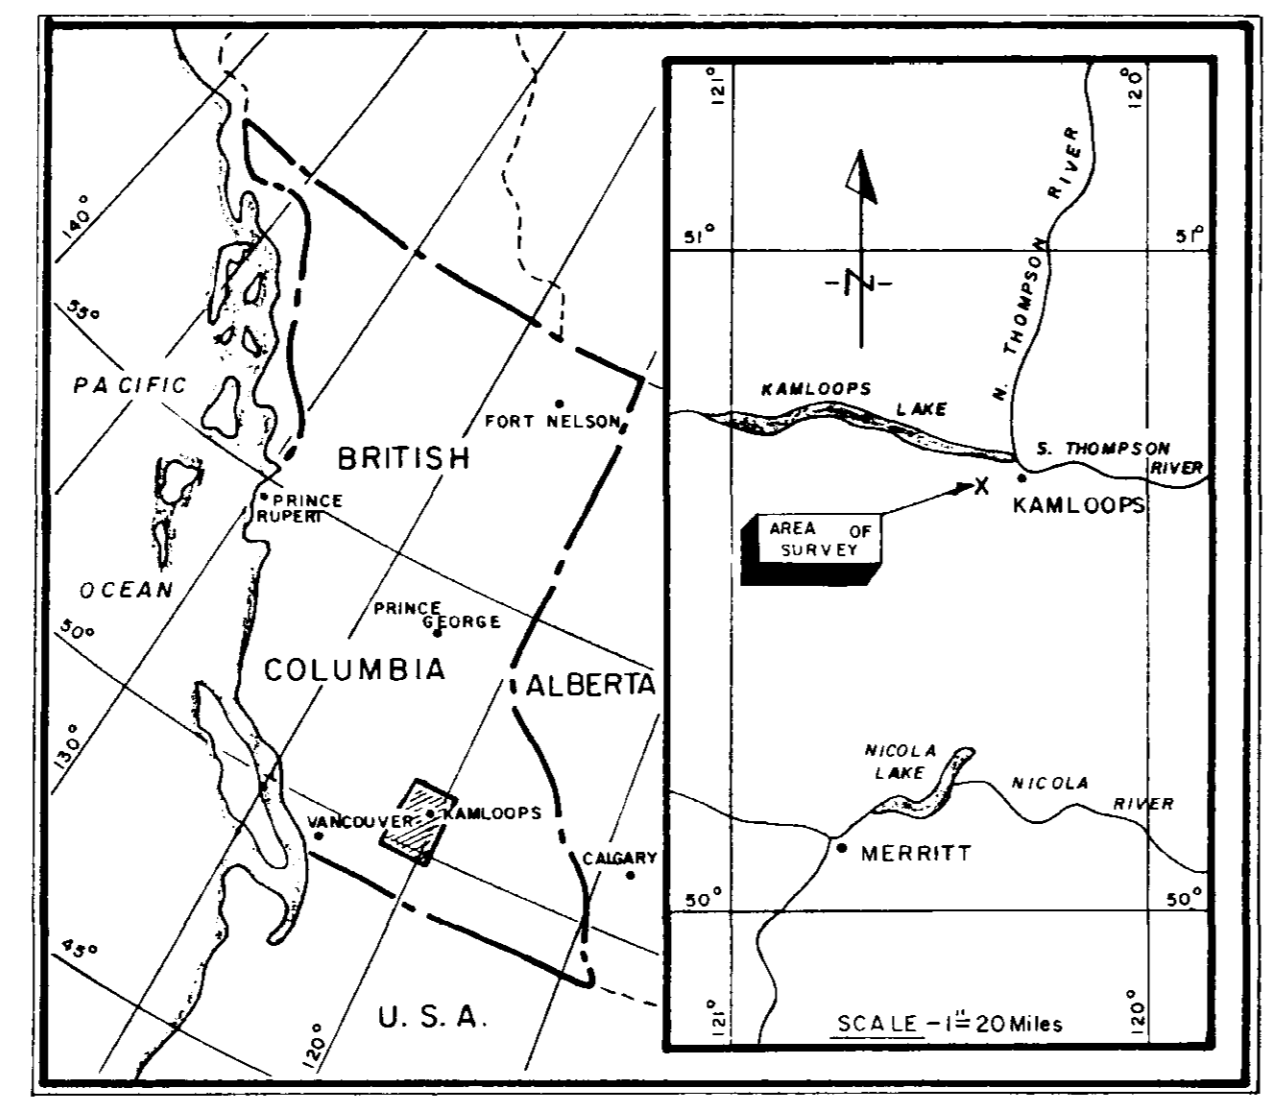 140°
55°
PACIFIC
FORT NELSON
BRITISH
PRINCE
RUPERT
OCEAN
PRINCE
GEORGE
50°
COLUMBIA
ALBERTA
130°
VANCOUVER
KAMLOOPS
CALGARY
45°
U. S. A.
120°
121°
120°
N. THOMPSON RIVER
51°
51°
-N-
KAMLOOPS LAKE
S. THOMPSON
RIVER
X
KAMLOOPS
AREA OF
SURVEY
NICOLA
LAKE
NICOLA RIVER
MERRITT
50°
50°
121°
120°
SCALE - 1" = 20 Miles